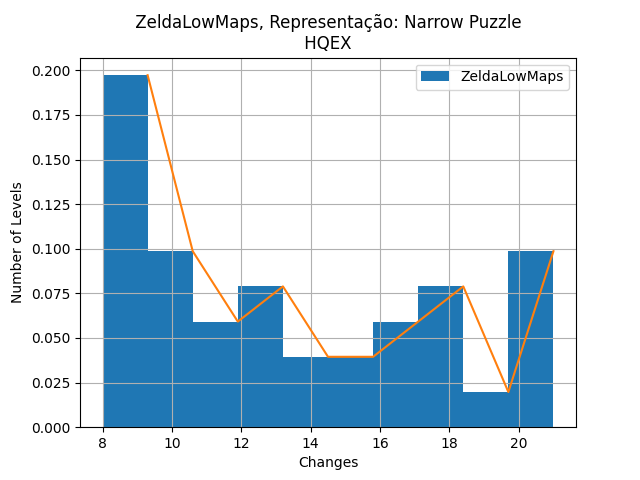 ZeldaLowMaps, Representação: Narrow Puzzle
HQEX
ZeldaLowMaps
Number of Levels
0.200
0.175
0.150
0.125
0.100
0.075
0.050
0.025
0.000
8 10 12 14 16 18 20
Changes